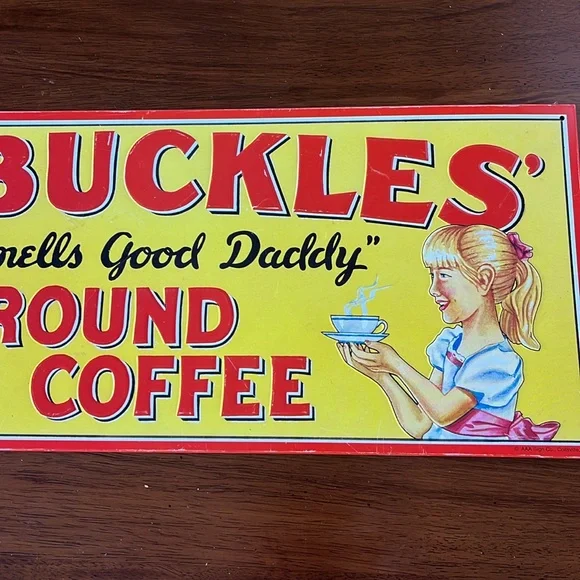 BUCKLES'
mells Good Daddy"
ROUND
COFFEE